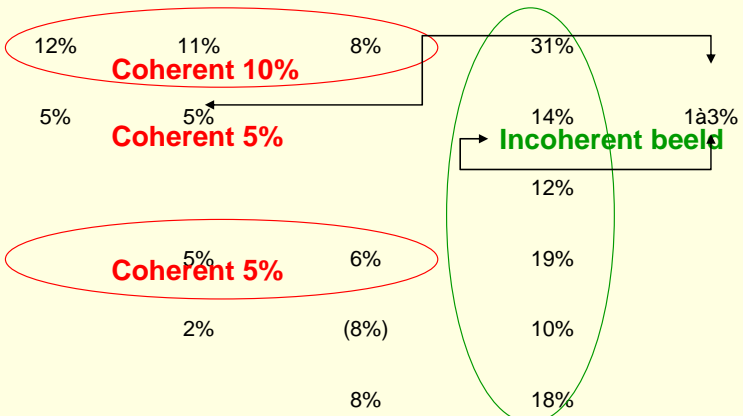 12% 11% 8% 31%
Coherent 10%
5% 5% 14% 1à3%
Coherent 5% Incoherent beeld
12%
5% 6% 19%
Coherent 5%
2% (8%) 10%
8% 18%